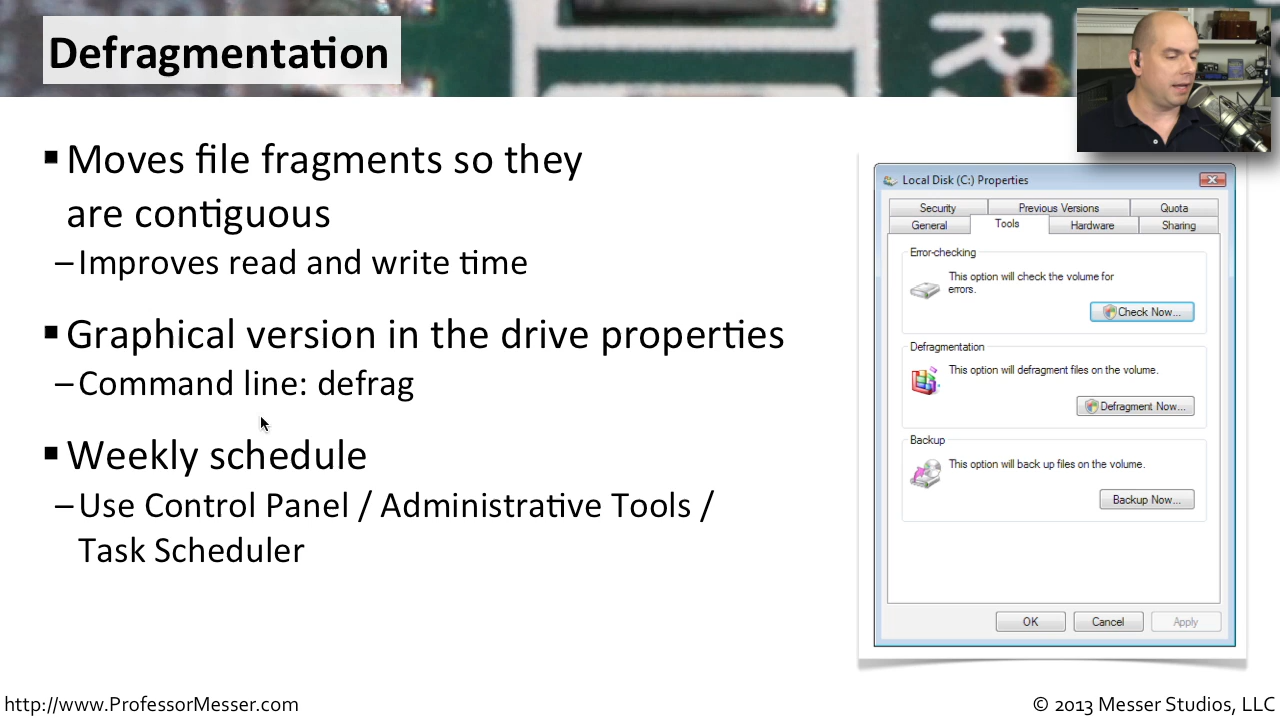 Defragmentation
▪ Moves file fragments so they
are contiguous
– Improves read and write time
▪ Graphical version in the drive properties
– Command line: defrag
▪ Weekly schedule
– Use Control Panel / Administrative Tools /
Task Scheduler
Local Disk (C:) Properties
Security Previous Versions Quota
General Tools Hardware Sharing
Error-checking
This option will check the volume for
errors.
Check Now...
Defragmentation
This option will defragment files on the volume.
Defragment Now...
Backup
This option will back up files on the volume.
Backup Now...
OK Cancel Apply
http://www.ProfessorMesser.com
© 2013 Messer Studios, LLC